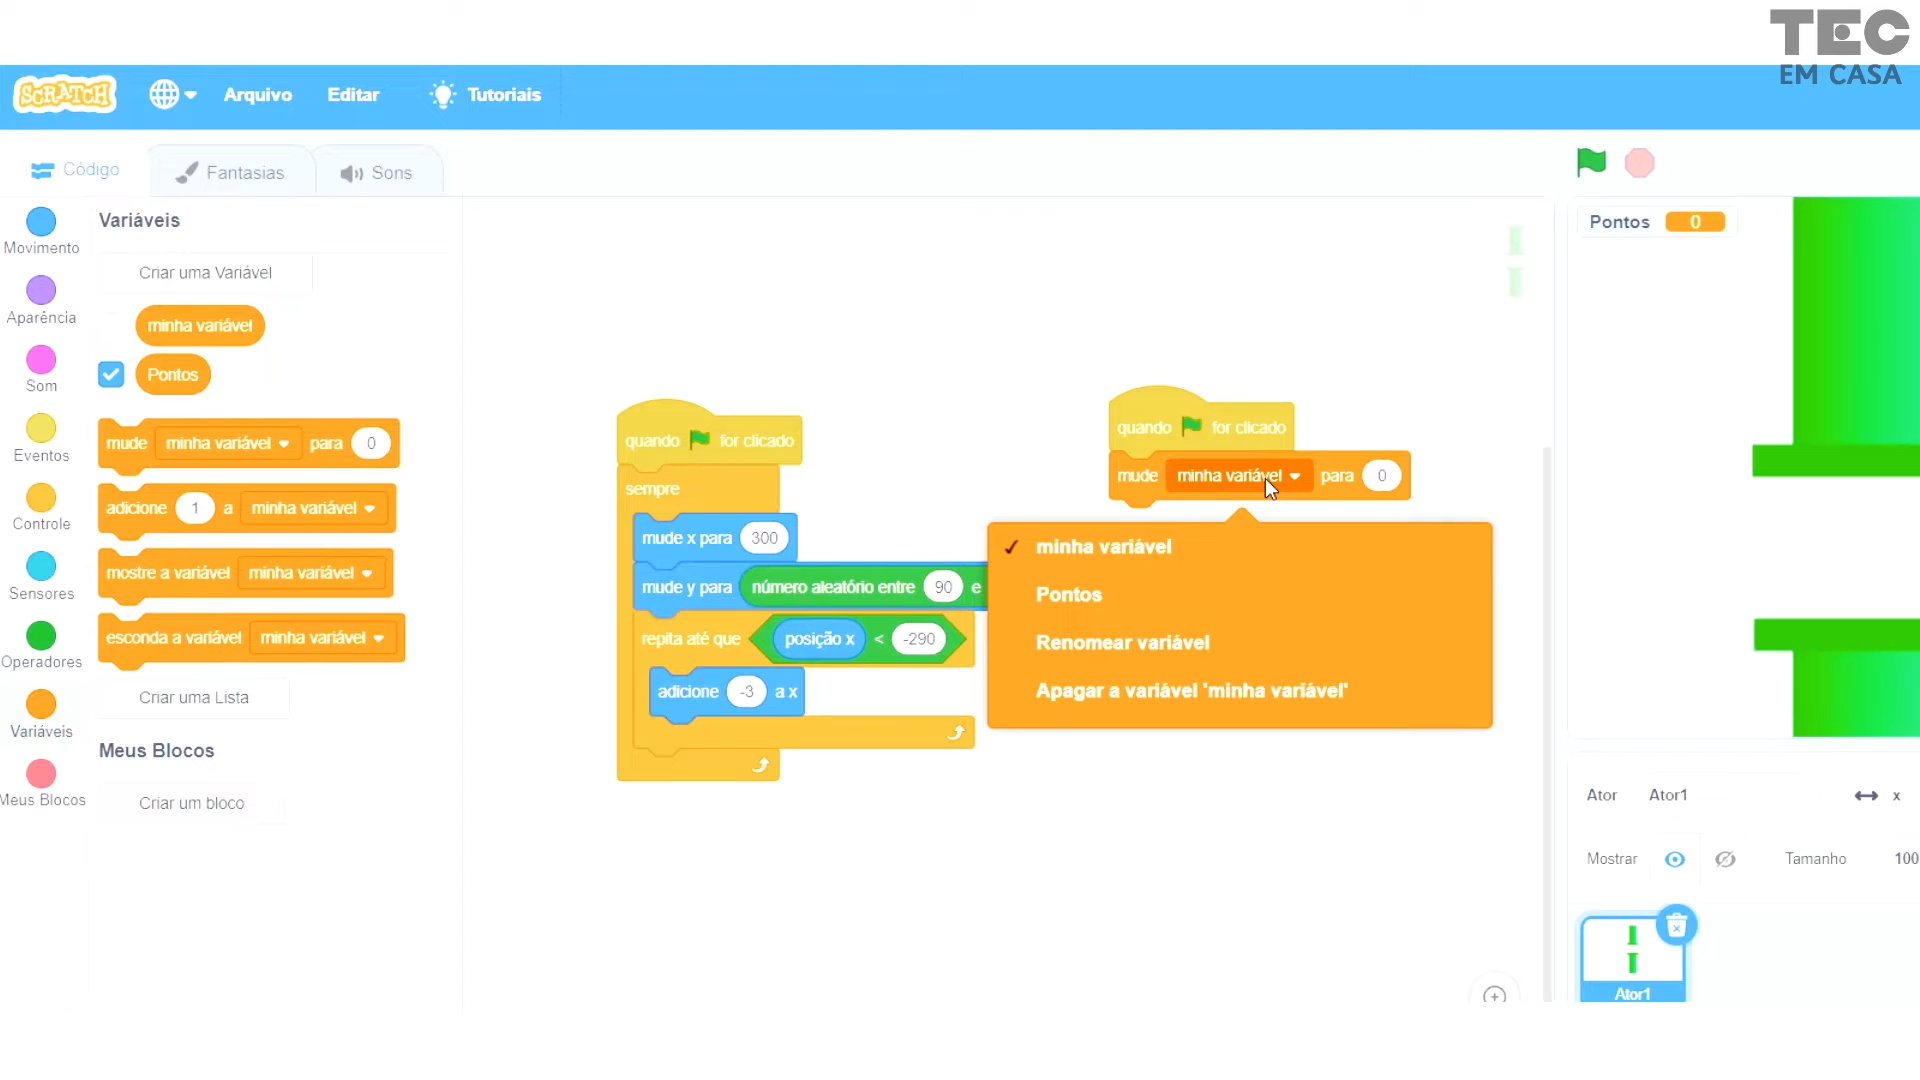 TEC
EM CASA
SCRATCH
Arquivo
Editar
Tutoriais
Código
Fantasias
Sons
Movimento
Aparência
Som
Eventos
Controle
Sensores
Operadores
Variáveis
Meus Blocos
Variáveis
Criar uma Variável
minha variável
Pontos
mude minha variável para 0
adicione 1 a minha variável
mostre a variável minha variável
esconda a variável minha variável
Criar uma Lista
Meus Blocos
Criar um bloco
quando for clicado
sempre
mude x para 300
mude y para número aleatório entre 90 e
repita até que posição x < -290
adicione -3 a x
quando for clicado
mude minha variável para 0
minha variável
Pontos
Renomear variável
Apagar a variável 'minha variável'
Pontos 0
Ator Ator1 x
Mostrar Tamanho 100
Ator1